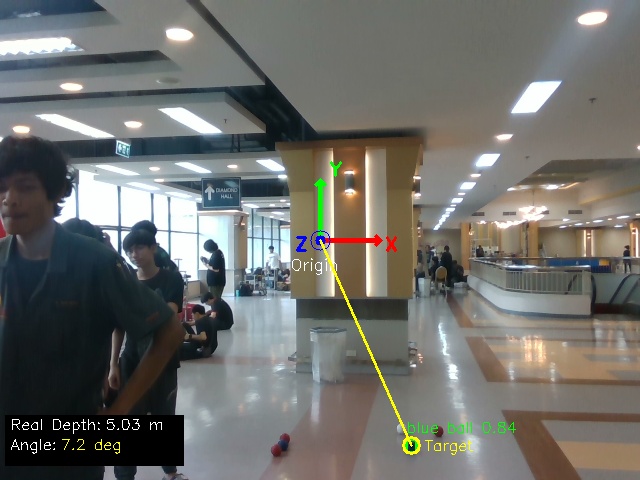 DIAMOND
HALL
Y
Z
X
Origin
blue ball 0.84
Target
Real Depth: 5.03 m
Angle: 7.2 deg